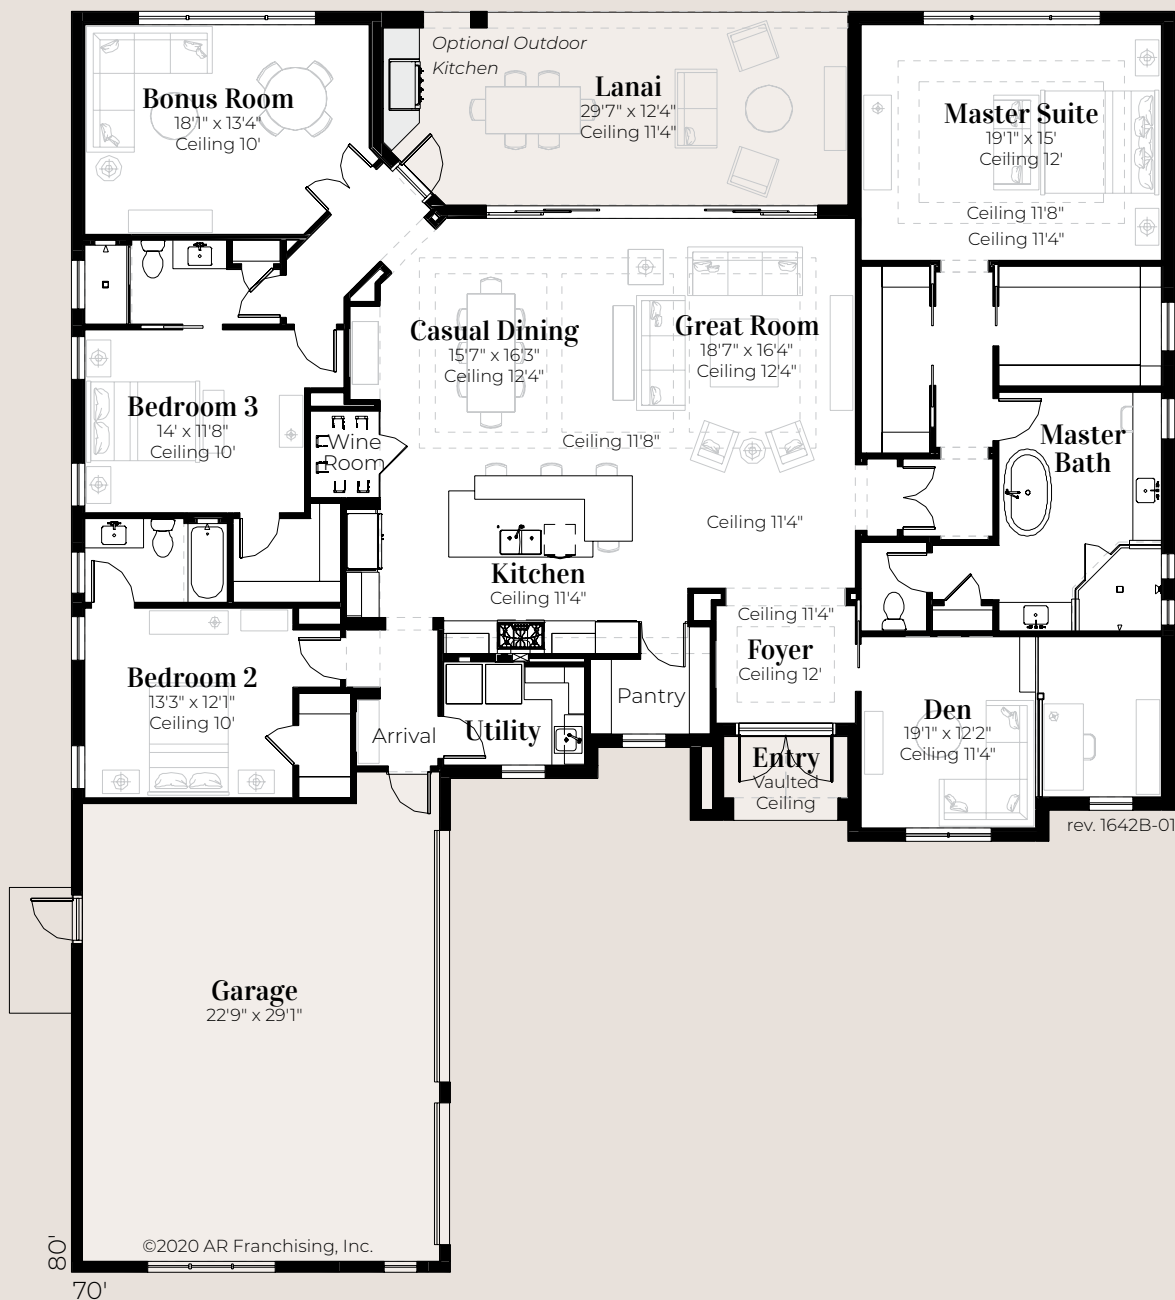 Optional Outdoor
Kitchen
Lanai
29'7" x 12'4"
Ceiling 11'4"
Bonus Room
18'1" x 13'4"
Ceiling 10'
Master Suite
19'1" x 15'
Ceiling 12'
Ceiling 11'8"
Ceiling 11'4"
Casual Dining
15'7" x 16'3"
Ceiling 12'4"
Great Room
18'7" x 16'4"
Ceiling 12'4"
Bedroom 3
14' x 11'8"
Ceiling 10'
Wine
Room
Ceiling 11'8"
Master
Bath
Ceiling 11'4"
Kitchen
Ceiling 11'4"
Ceiling 11'4"
Foyer
Ceiling 12'
Bedroom 2
13'3" x 12'1"
Ceiling 10'
Pantry
Arrival
Utility
Den
19'1" x 12'2"
Ceiling 11'4"
Entry
Vaulted
Ceiling
rev. 1642B-01
Garage
22'9" x 29'1"
©2020 AR Franchising, Inc.
80'
70'